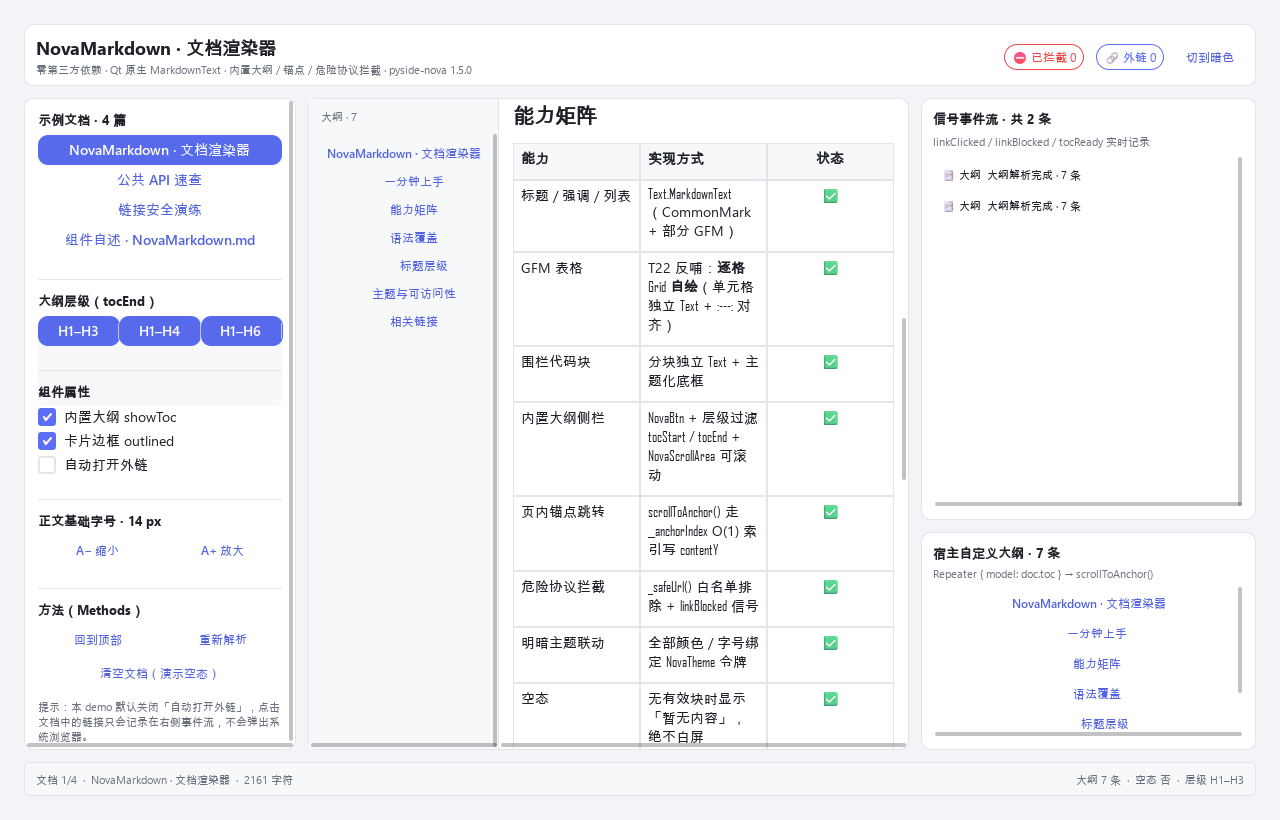 NovaMarkdown · 文档渲染器
零第三方依赖 · Qt 原生 MarkdownText · 内置大纲 / 锚点 / 危险协议拦截 · pyside-nova 1.5.0
⛔ 已拦截 0
🔗 外链 0
切到暗色
示例文档 · 4 篇
NovaMarkdown · 文档渲染器
公共 API 速查
链接安全演练
组件自述 · NovaMarkdown.md
大纲层级（tocEnd）
H1–H3
H1–H4
H1–H6
组件属性
内置大纲 showToc
卡片边框 outlined
自动打开外链
正文基础字号 · 14 px
A− 缩小
A+ 放大
方法（Methods）
回到顶部
重新解析
清空文档（演示空态）
提示：本 demo 默认关闭「自动打开外链」，点击
文档中的链接只会记录在右侧事件流，不会弹出系
统浏览器。
大纲 · 7
NovaMarkdown · 文档渲染器
一分钟上手
能力矩阵
语法覆盖
标题层级
主题与可访问性
相关链接
能力矩阵
能力 实现方式 状态
标题 / 强调 / 列表 Text.MarkdownText ✅
（CommonMark
+ 部分 GFM）
GFM 表格 T22 反哺：逐格 ✅
Grid 自绘（单元格
独立 Text + :---: 对
齐）
围栏代码块 分块独立 Text + 主 ✅
题化底框
内置大纲侧栏 NovaBtn + 层级过滤 ✅
tocStart / tocEnd +
NovaScrollArea 可滚
动
页内锚点跳转 scrollToAnchor() 走 ✅
_anchorIndex O(1) 索
引写 contentY
危险协议拦截 _safeUrl() 白名单排 ✅
除 + linkBlocked 信号
明暗主题联动 全部颜色 / 字号绑 ✅
定 NovaTheme 令牌
空态 无有效块时显示 ✅
「暂无内容」，
绝不白屏
信号事件流 · 共 2 条
linkClicked / linkBlocked / tocReady 实时记录
📑 大纲 大纲解析完成 · 7 条
📑 大纲 大纲解析完成 · 7 条
宿主自定义大纲 · 7 条
Repeater { model: doc.toc } → scrollToAnchor()
NovaMarkdown · 文档渲染器
一分钟上手
能力矩阵
语法覆盖
标题层级
文档 1/4 · NovaMarkdown · 文档渲染器 · 2161 字符
大纲 7 条 · 空态 否 · 层级 H1–H3